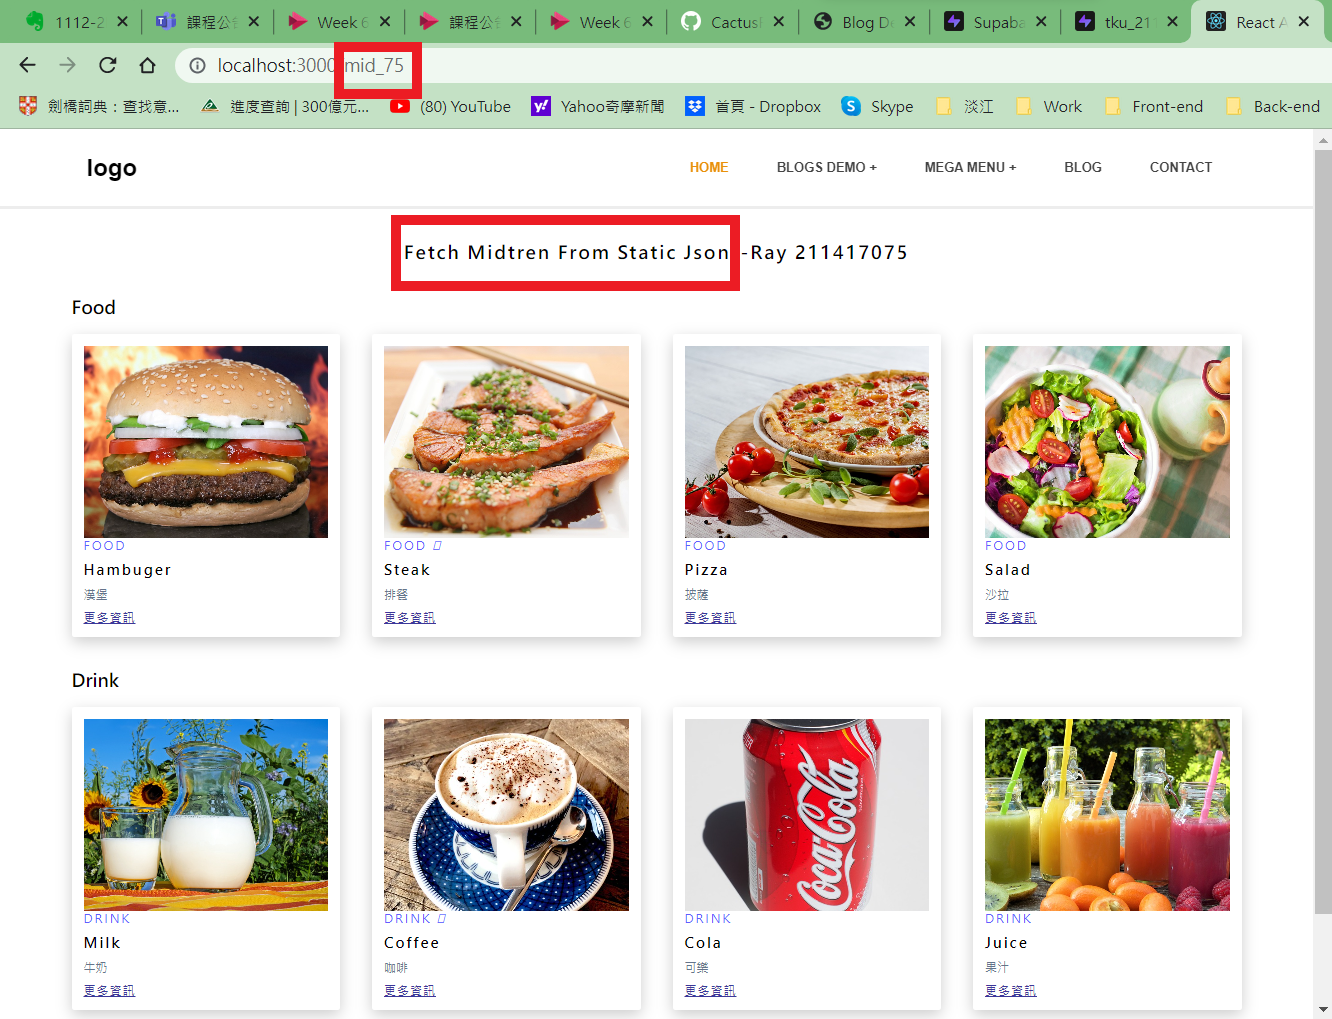 1112-2
課程公告
Week 6
課程公告
Week 6
Cactus
Blog De
Supaba
tku_211
React A
localhost:3000/mid_75
劍橋詞典：查找意... 進度查詢 | 300億元... (80) YouTube Yahoo奇摩新聞 首頁 - Dropbox Skype 淡江 Work Front-end Back-end
logo HOME BLOGS DEMO + MEGA MENU + BLOG CONTACT
Fetch Midtren From Static Json -Ray 211417075
Food
FOOD
Hambuger
漢堡
更多資訊
FOOD
Steak
排餐
更多資訊
FOOD
Pizza
披薩
更多資訊
FOOD
Salad
沙拉
更多資訊
Drink
DRINK
Milk
牛奶
更多資訊
DRINK
Coffee
咖啡
更多資訊
Coca-Cola
DRINK
Cola
可樂
更多資訊
DRINK
Juice
果汁
更多資訊